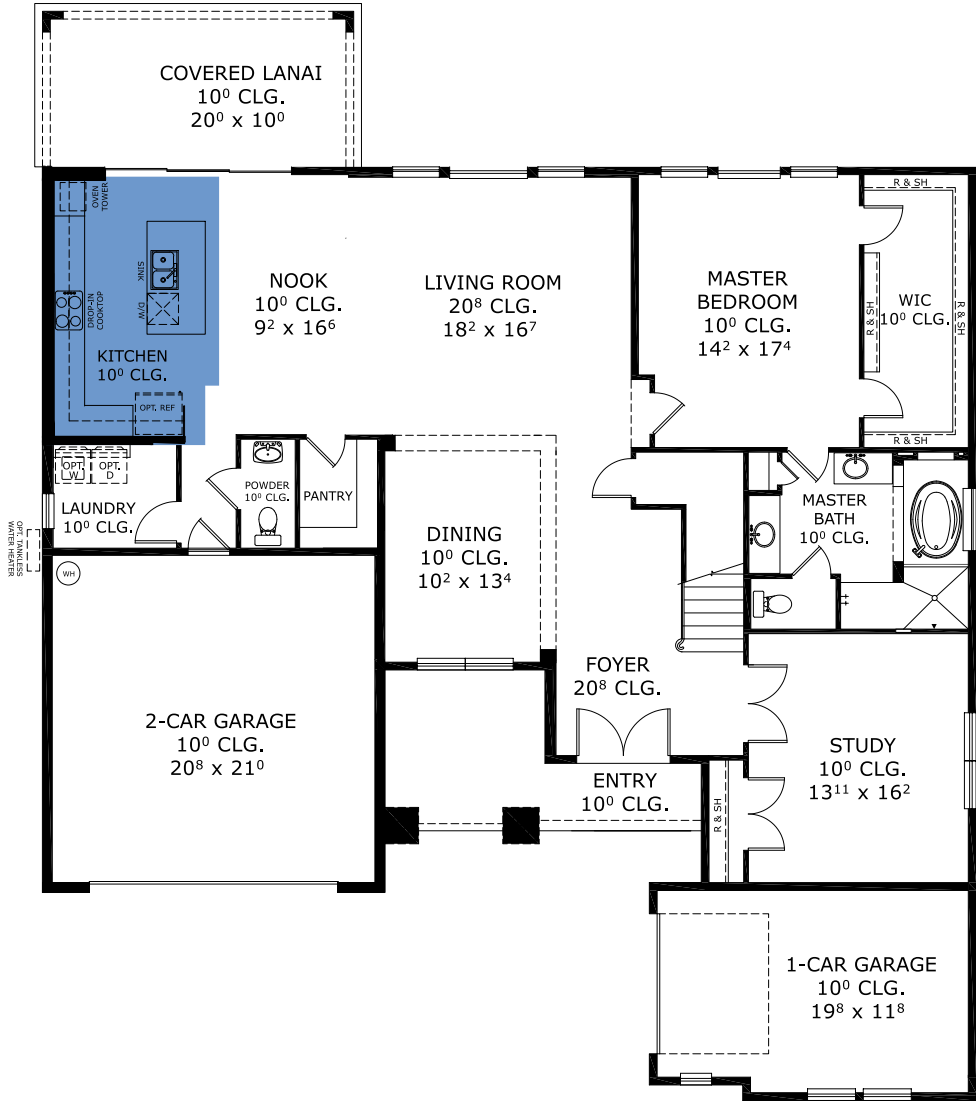 COVERED LANAI
10⁰ CLG.
20⁰ x 10⁰
OVEN
TOWER
SINK
D/W
DROP-IN
COOKTOP
KITCHEN
10⁰ CLG.
OPT. REF
NOOK
10⁰ CLG.
9² x 16⁶
LIVING ROOM
20⁸ CLG.
18² x 16⁷
MASTER
BEDROOM
10⁰ CLG.
14² x 17⁴
R & SH
R & SH
WIC
10⁰ CLG.
R & SH
R & SH
OPT.
W
OPT.
D
LAUNDRY
10⁰ CLG.
OPT. TANKLESS
WATER HEATER
POWDER
10⁰ CLG.
PANTRY
DINING
10⁰ CLG.
10² x 13⁴
MASTER
BATH
10⁰ CLG.
WH
2-CAR GARAGE
10⁰ CLG.
20⁸ x 21⁰
FOYER
20⁸ CLG.
ENTRY
10⁰ CLG.
R & SH
STUDY
10⁰ CLG.
13¹¹ x 16²
1-CAR GARAGE
10⁰ CLG.
19⁸ x 11⁸